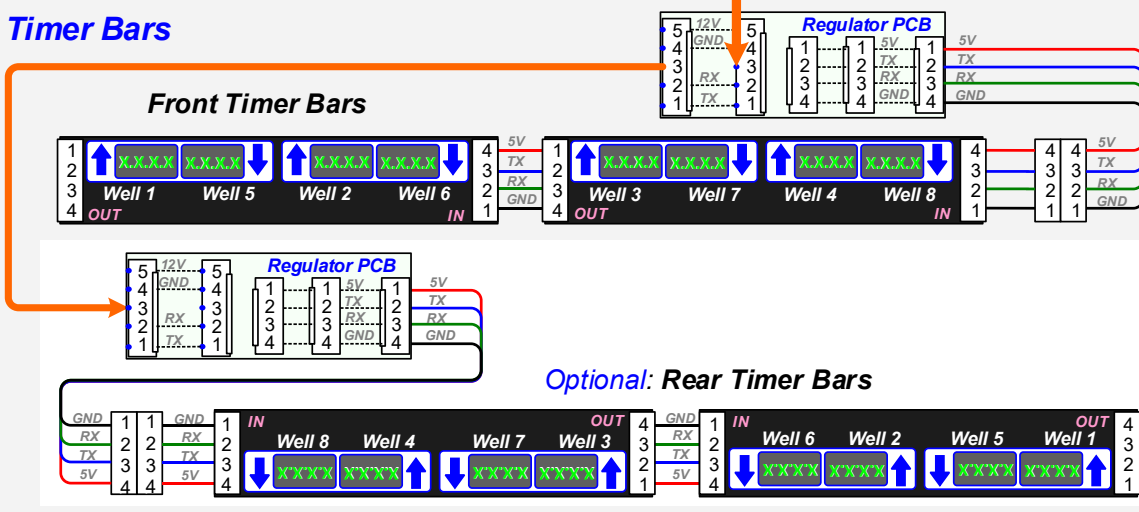 Timer Bars
Regulator PCB
5 12V 5
4 GND 4
3 3
2 RX 2
1 TX 1
1 1 5V 1 5V
2 2 TX 2 TX
3 3 RX 3 RX
4 4 GND 4 GND
Front Timer Bars
1 X.X.X.X X.X.X.X X.X.X.X X.X.X.X 4 5V 1 X.X.X.X X.X.X.X X.X.X.X X.X.X.X 4 4 4 5V
2 3 TX 2 3 3 3 TX
3 Well 1 Well 5 Well 2 Well 6 2 RX 3 Well 3 Well 7 Well 4 Well 8 2 2 2 RX
4 OUT IN 1 GND 4 OUT IN 1 1 1 GND
Regulator PCB
5 12V 5
4 GND 4
3 3
2 RX 2
1 TX 1
1 1 5V 1 5V
2 2 TX 2 TX
3 3 RX 3 RX
4 4 GND 4 GND
Optional: Rear Timer Bars
GND 1 1 GND 1 IN OUT 4 GND 1 IN OUT 4
RX 2 2 RX 2 Well 8 Well 4 Well 7 Well 3 3 RX 2 Well 6 Well 2 Well 5 Well 1 3
TX 3 3 TX 3 2 TX 3 2
5V 4 4 5V 4 X.X.X.X X.X.X.X X.X.X.X X.X.X.X 1 5V 4 X.X.X.X X.X.X.X X.X.X.X X.X.X.X 1